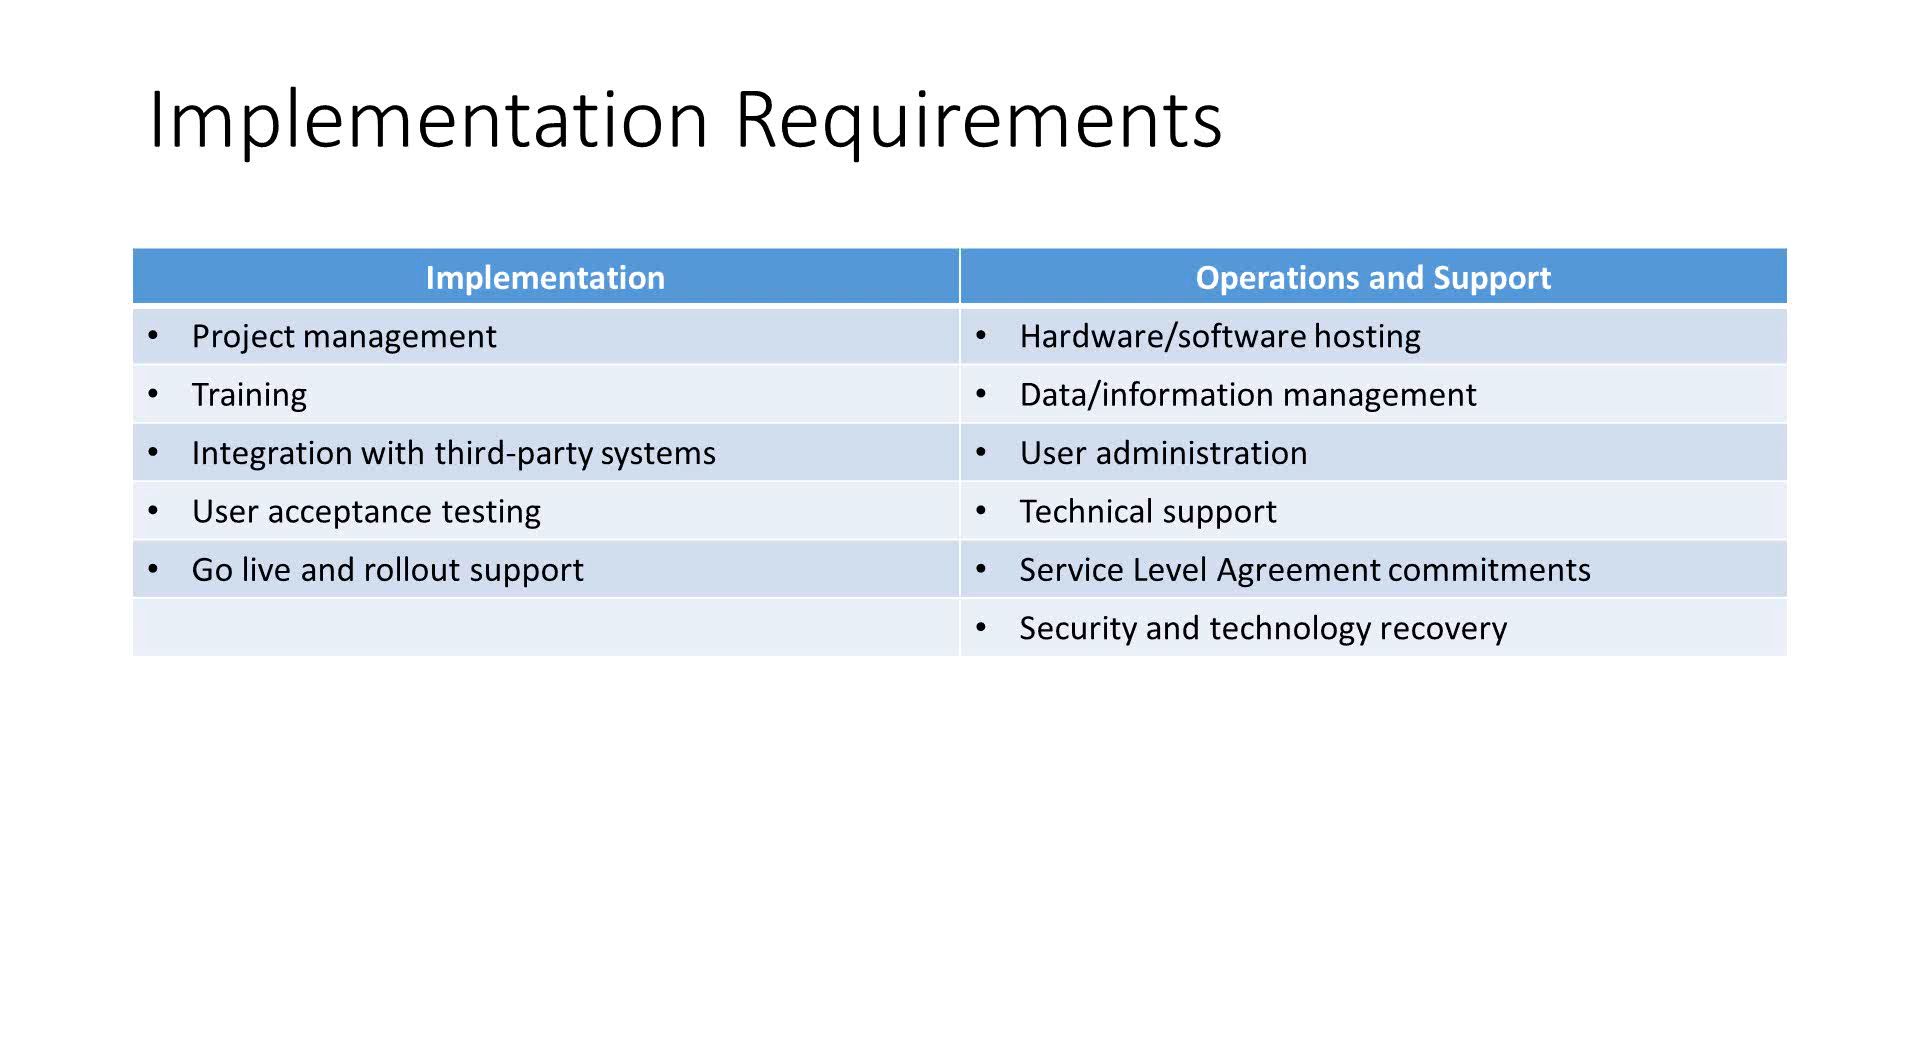 Implementation Requirements
Implementation Operations and Support
• Project management • Hardware/software hosting
• Training • Data/information management
• Integration with third-party systems • User administration
• User acceptance testing • Technical support
• Go live and rollout support • Service Level Agreement commitments
• Security and technology recovery